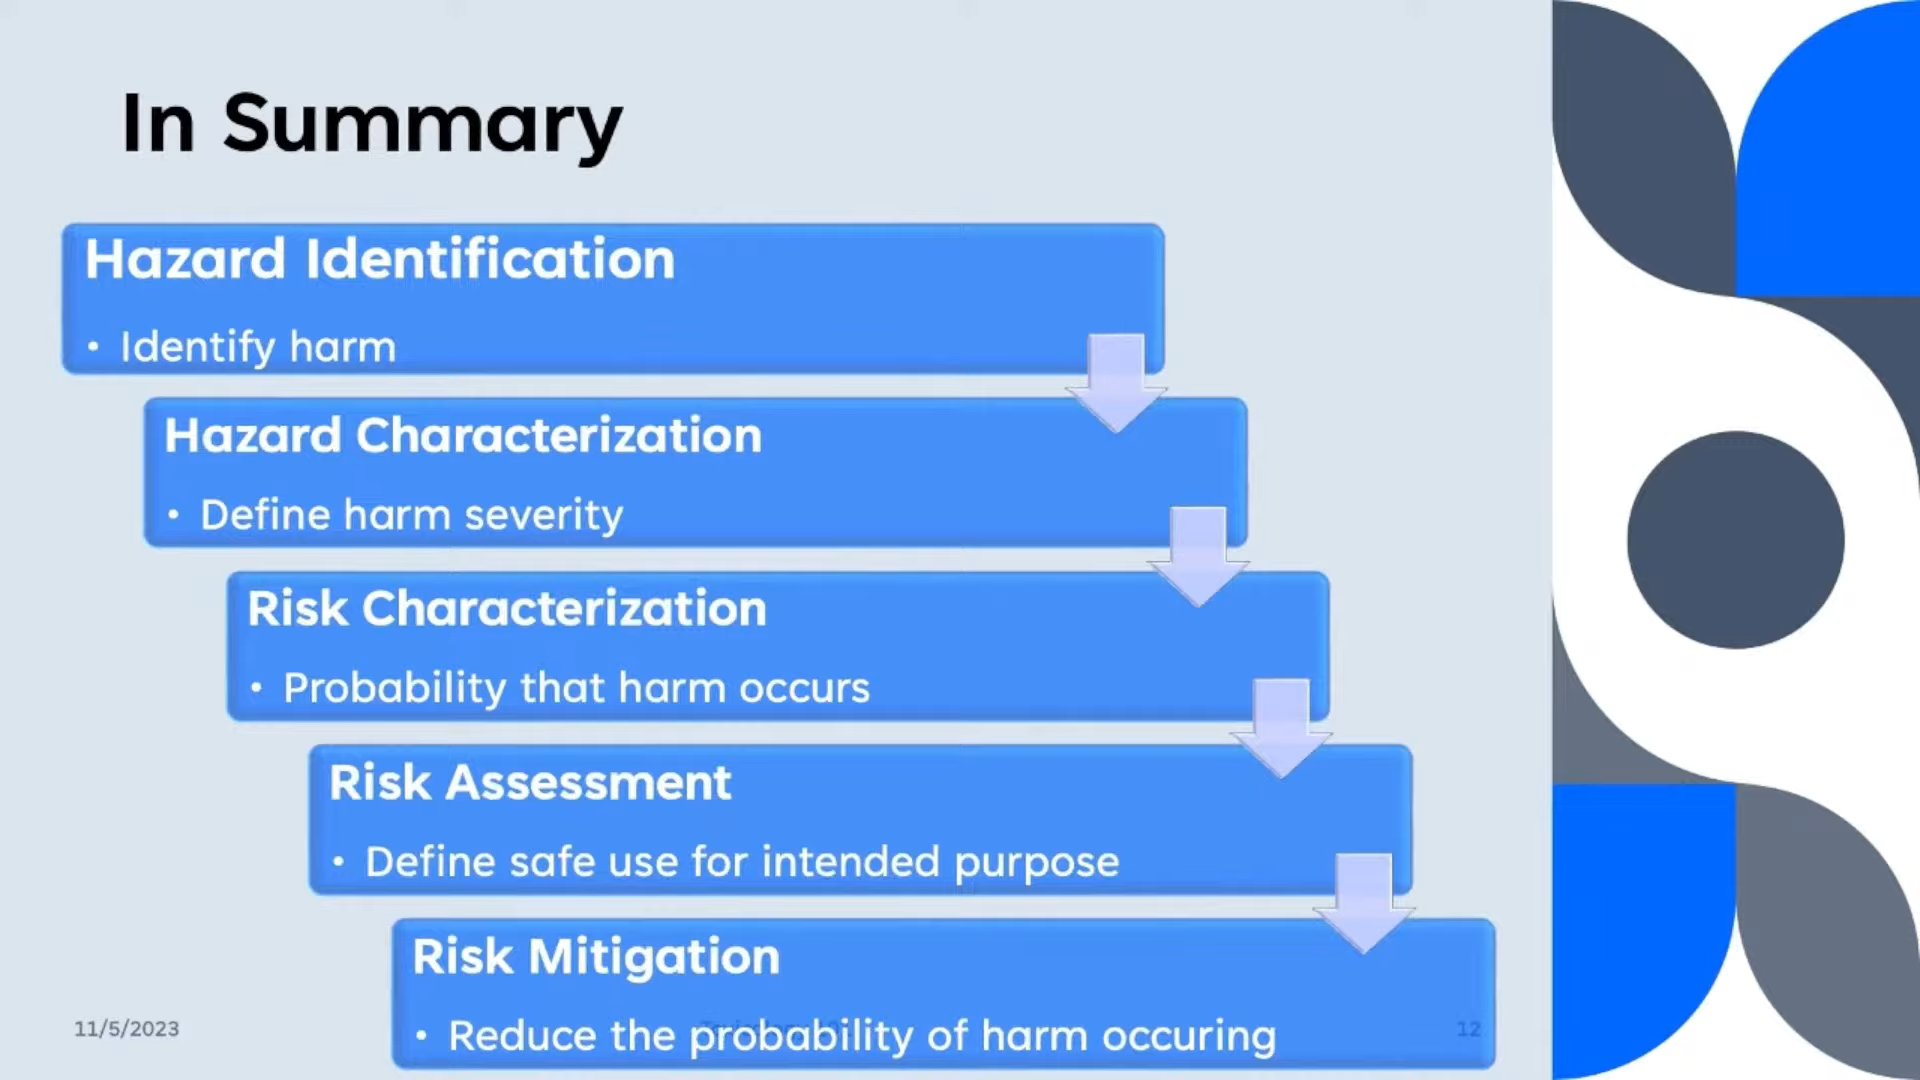 In Summary
Hazard Identification
• Identify harm
Hazard Characterization
• Define harm severity
Risk Characterization
• Probability that harm occurs
Risk Assessment
• Define safe use for intended purpose
Risk Mitigation
• Reduce the probability of harm occuring
11/5/2023
12